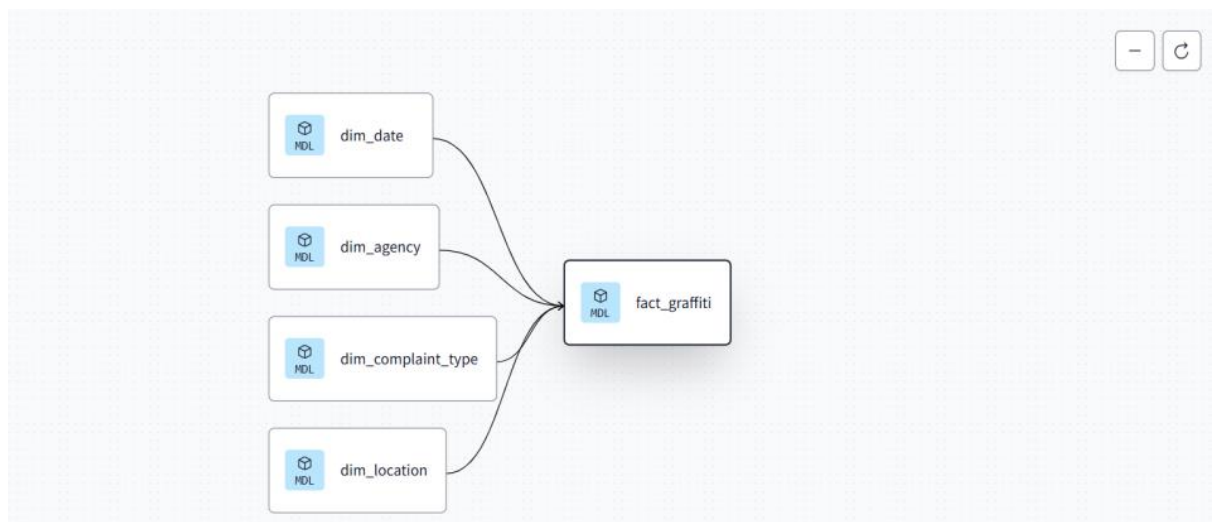 MDL
dim_date
MDL
dim_agency
MDL
fact_graffiti
MDL
dim_complaint_type
MDL
dim_location